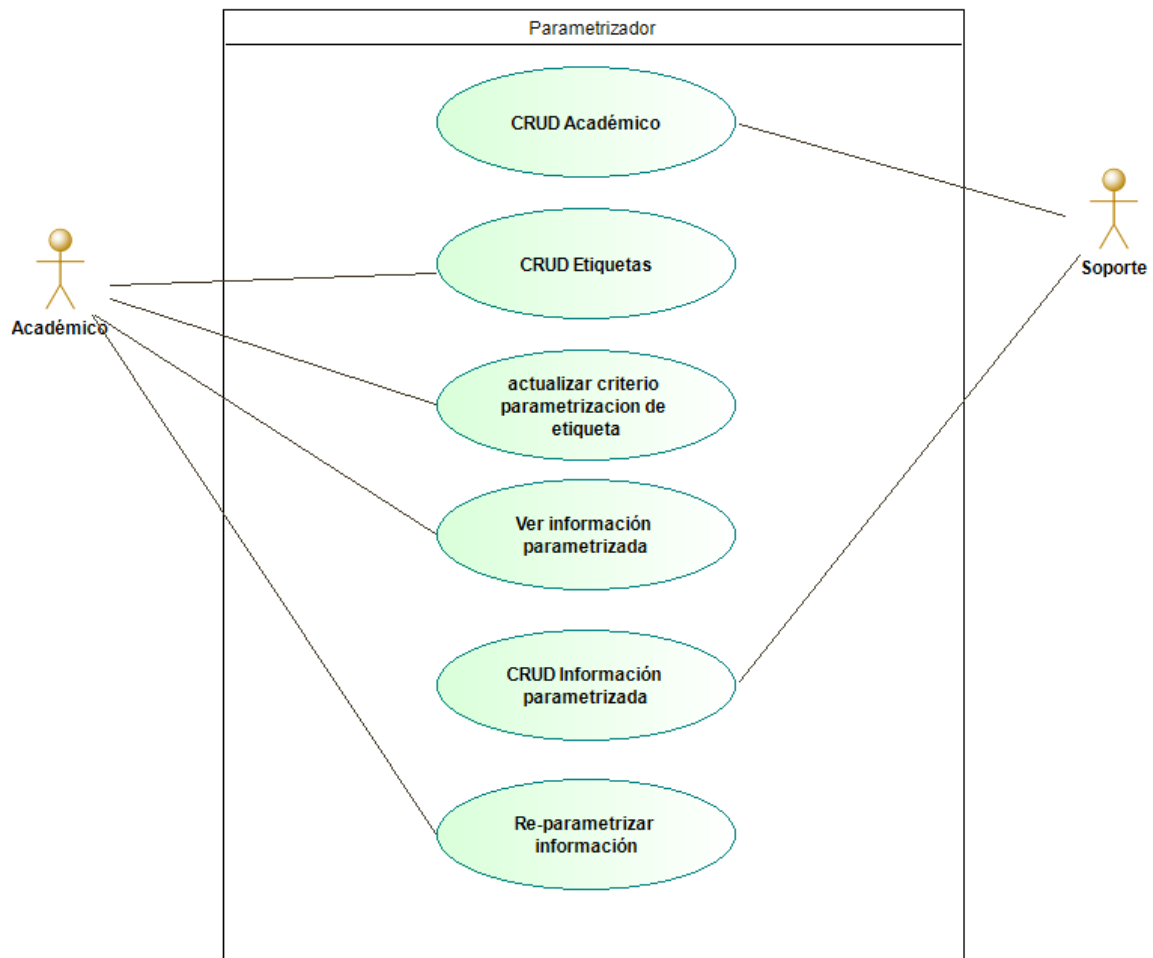 Parametrizador
CRUD Académico
Soporte
CRUD Etiquetas
Académico
actualizar criterio
parametrizacion de
etiqueta
Ver información
parametrizada
CRUD Información
parametrizada
Re-parametrizar
información